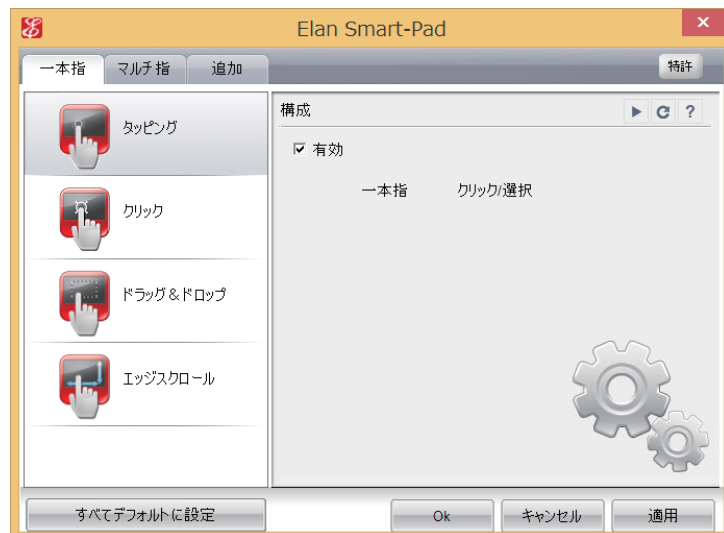 Elan Smart-Pad
一本指 マルチ指 追加 特許
タッピング
クリック
ドラッグ&ドロップ
エッジスクロール
構成 ?
有効
一本指 クリック/選択
すべてデフォルトに設定 Ok キャンセル 適用